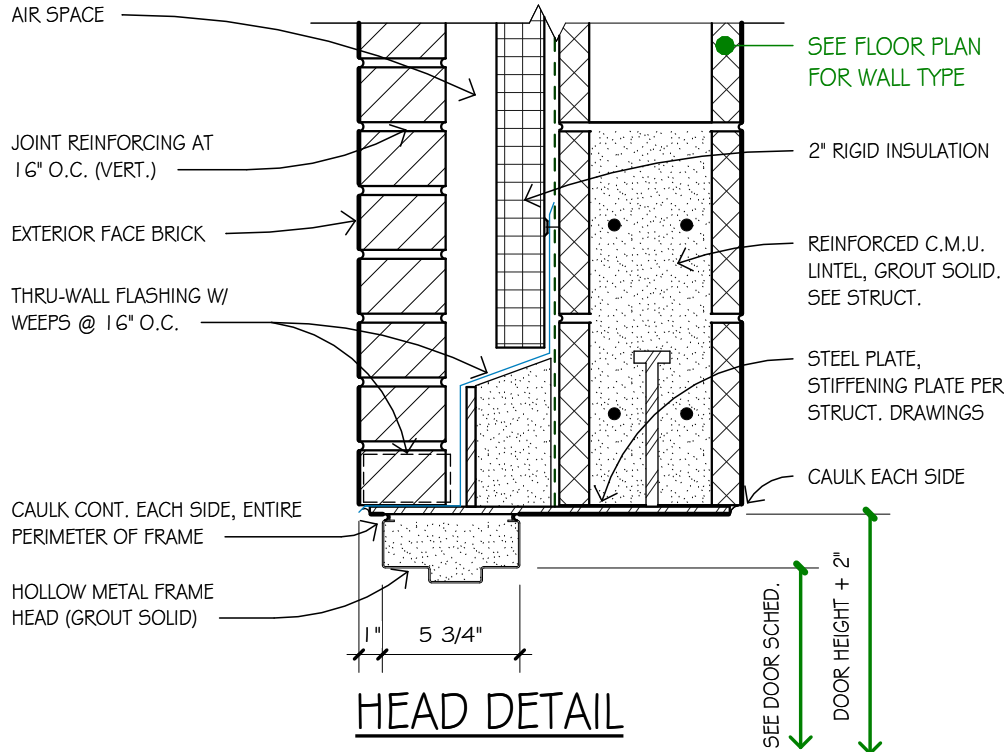 AIR SPACE
JOINT REINFORCING AT
16" O.C. (VERT.)
EXTERIOR FACE BRICK
THRU-WALL FLASHING W/
WEEPS @ 16" O.C.
CAULK CONT. EACH SIDE, ENTIRE
PERIMETER OF FRAME
HOLLOW METAL FRAME
HEAD (GROUT SOLID)
SEE FLOOR PLAN
FOR WALL TYPE
2" RIGID INSULATION
REINFORCED C.M.U.
LINTEL, GROUT SOLID.
SEE STRUCT.
STEEL PLATE,
STIFFENING PLATE PER
STRUCT. DRAWINGS
CAULK EACH SIDE
1"
5 3/4"
SEE DOOR SCHED.
DOOR HEIGHT + 2"
HEAD DETAIL